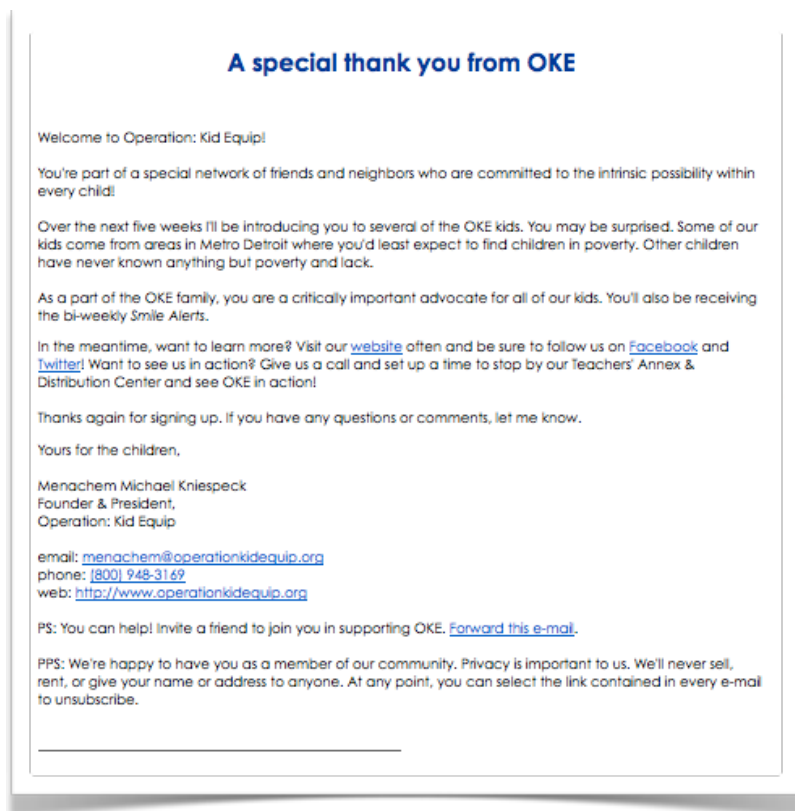 A special thank you from OKE
Welcome to Operation: Kid Equip!
You're part of a special network of friends and neighbors who are committed to the intrinsic possibility within
every child!
Over the next five weeks I'll be introducing you to several of the OKE kids. You may be surprised. Some of our
kids come from areas in Metro Detroit where you'd least expect to find children in poverty. Other children
have never known anything but poverty and lack.
As a part of the OKE family, you are a critically important advocate for all of our kids. You'll also be receiving
the bi-weekly Smile Alerts.
In the meantime, want to learn more? Visit our website often and be sure to follow us on Facebook and
Twitter! Want to see us in action? Give us a call and set up a time to stop by our Teachers' Annex &
Distribution Center and see OKE in action!
Thanks again for signing up. If you have any questions or comments, let me know.
Yours for the children,
Menachem Michael Kniespeck
Founder & President,
Operation: Kid Equip
email: menachem@operationkidequip.org
phone: (800) 948-3169
web: http://www.operationkidequip.org
PS: You can help! Invite a friend to join you in supporting OKE. Forward this e-mail.
PPS: We're happy to have you as a member of our community. Privacy is important to us. We'll never sell,
rent, or give your name or address to anyone. At any point, you can select the link contained in every e-mail
to unsubscribe.